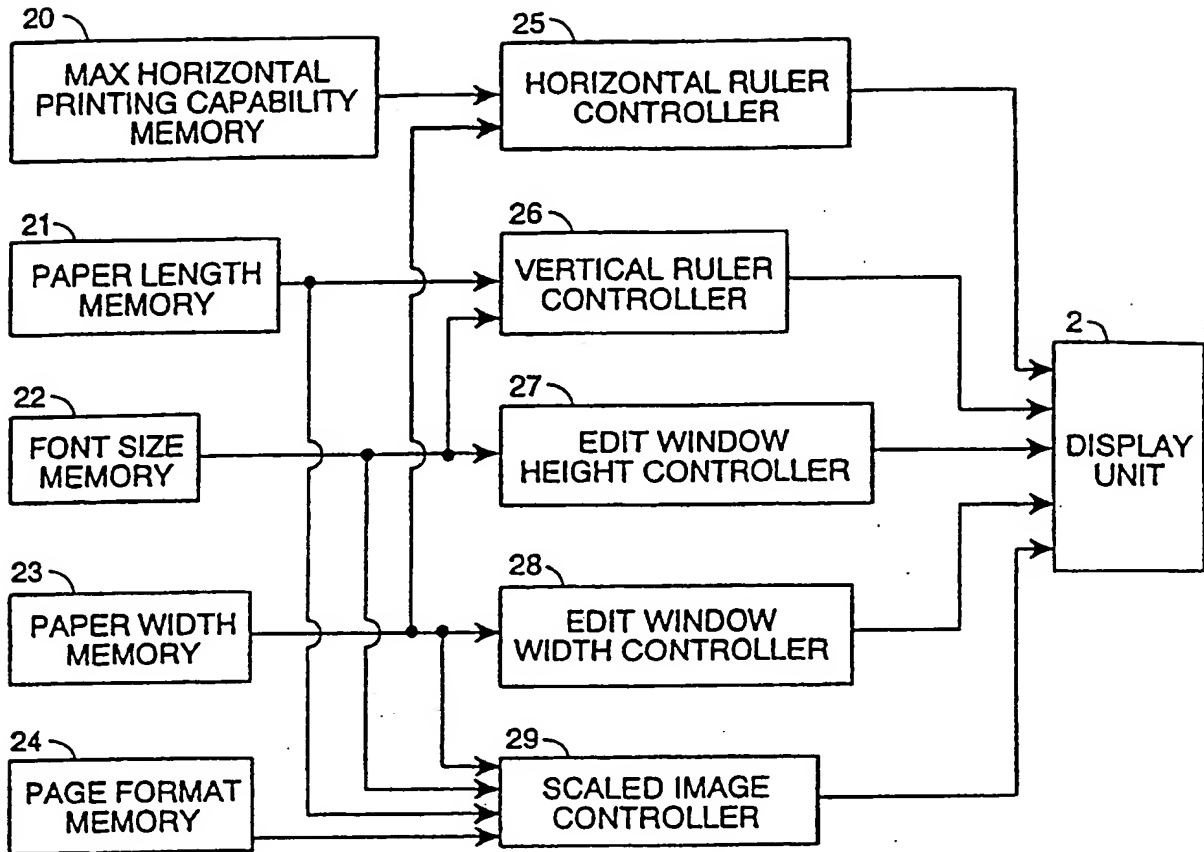 20
MAX HORIZONTAL
PRINTING CAPABILITY
MEMORY
25
HORIZONTAL RULER
CONTROLLER
21
PAPER LENGTH
MEMORY
26
VERTICAL RULER
CONTROLLER
2
DISPLAY
UNIT
22
FONT SIZE
MEMORY
27
EDIT WINDOW
HEIGHT CONTROLLER
23
PAPER WIDTH
MEMORY
28
EDIT WINDOW
WIDTH CONTROLLER
24
PAGE FORMAT
MEMORY
29
SCALED IMAGE
CONTROLLER